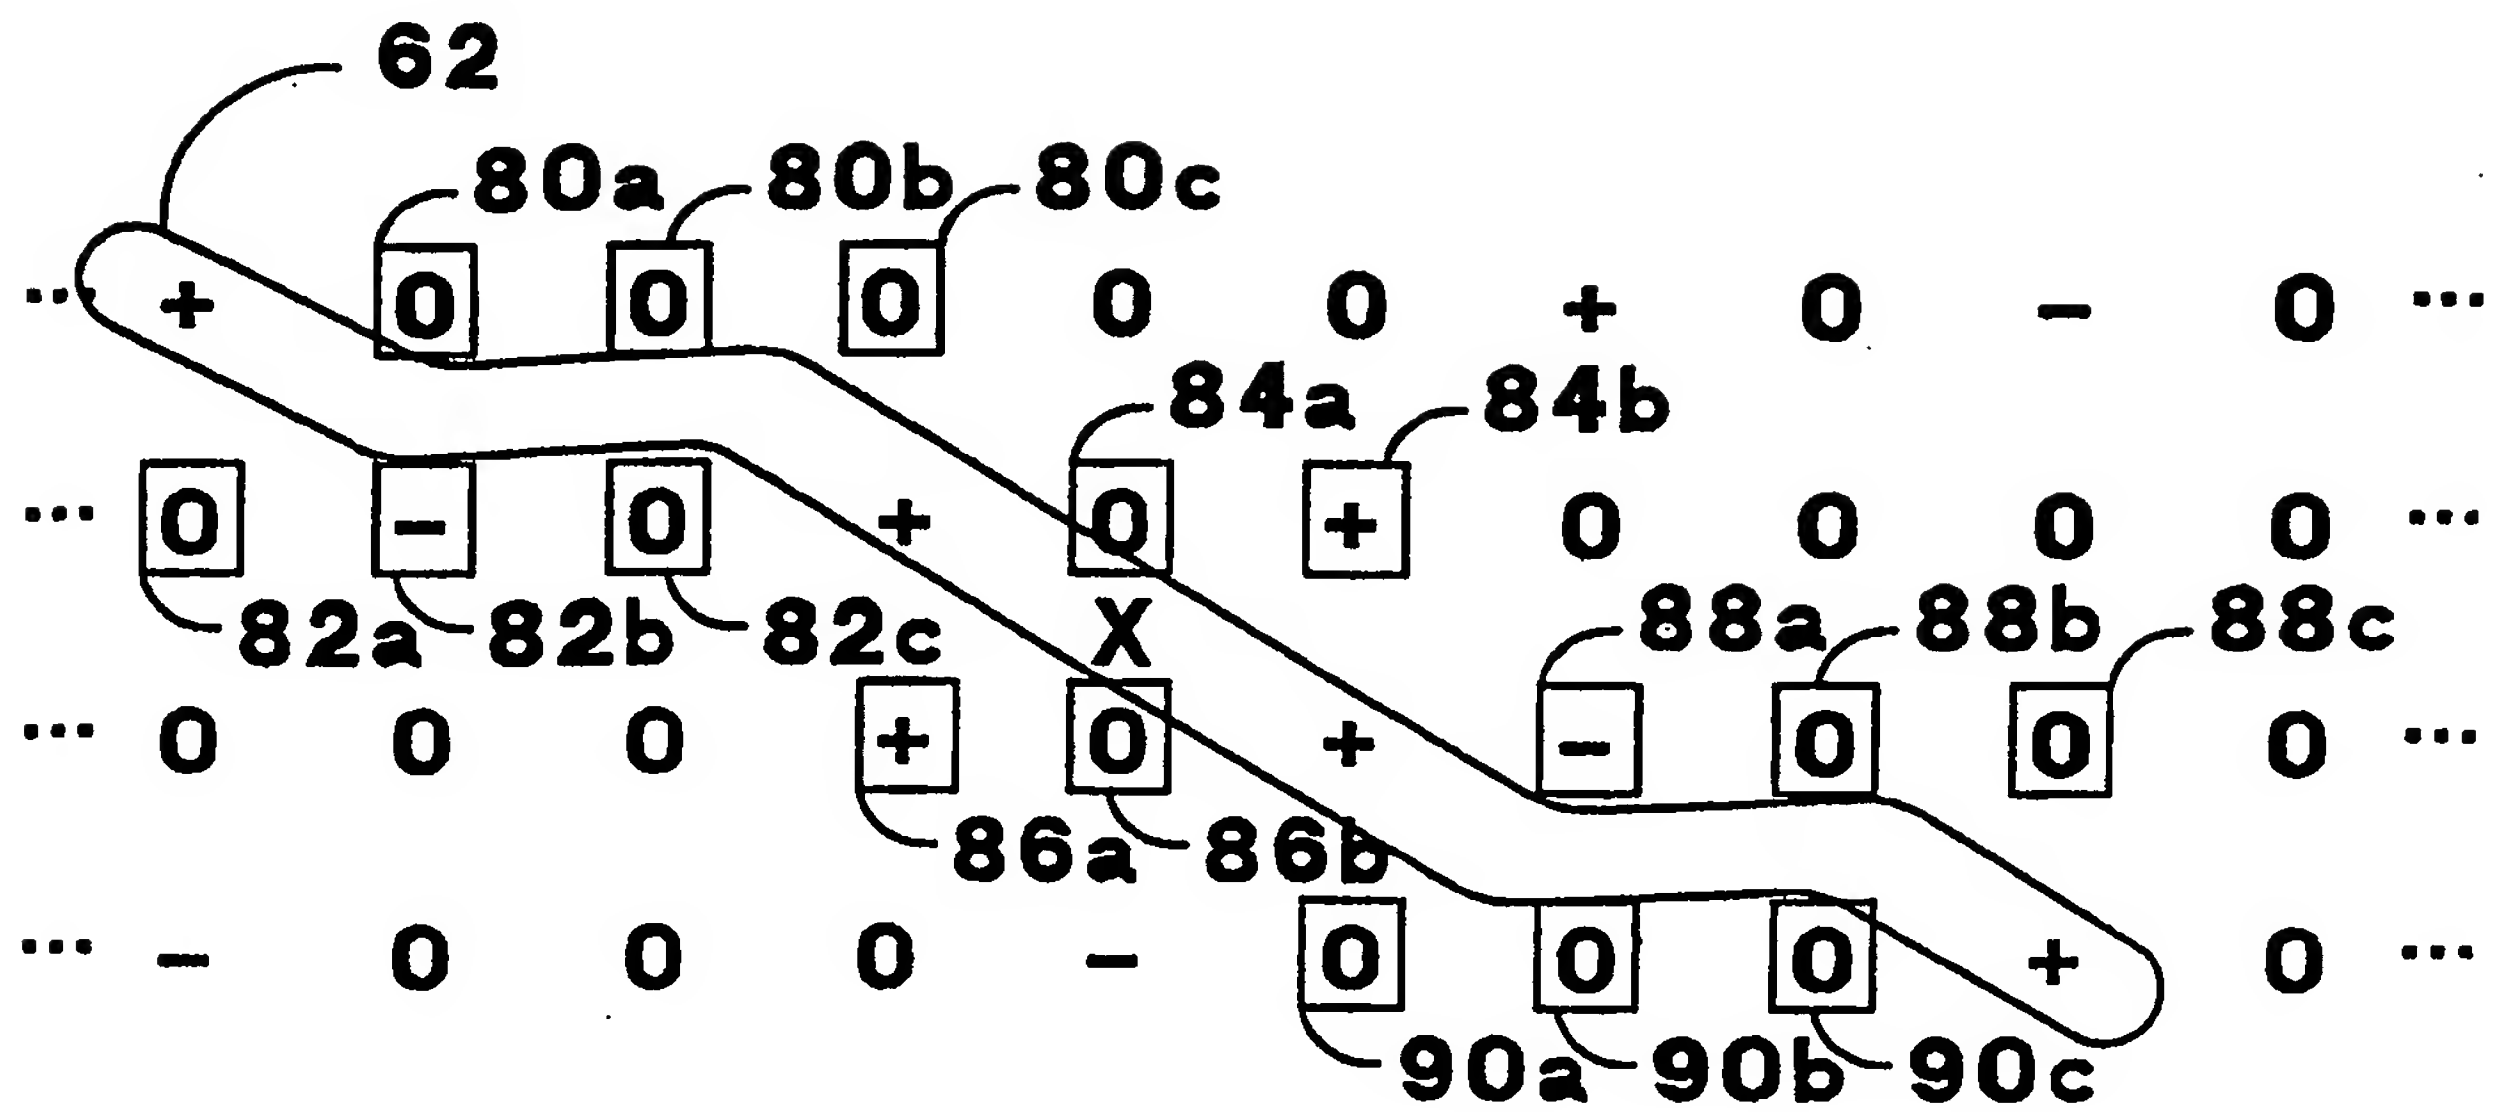 62
80a 80b 80c
... + 0 0 0 0 0 + 0 - 0 ...
84a 84b
... 0 - 0 + 0 + 0 0 0 0 ...
82a 82b 82c X 88a 88b 88c
... 0 0 0 + 0 + - 0 0 0 ...
86a 86b
... - 0 0 0 - 0 0 0 + 0 ...
90a 90b 90c